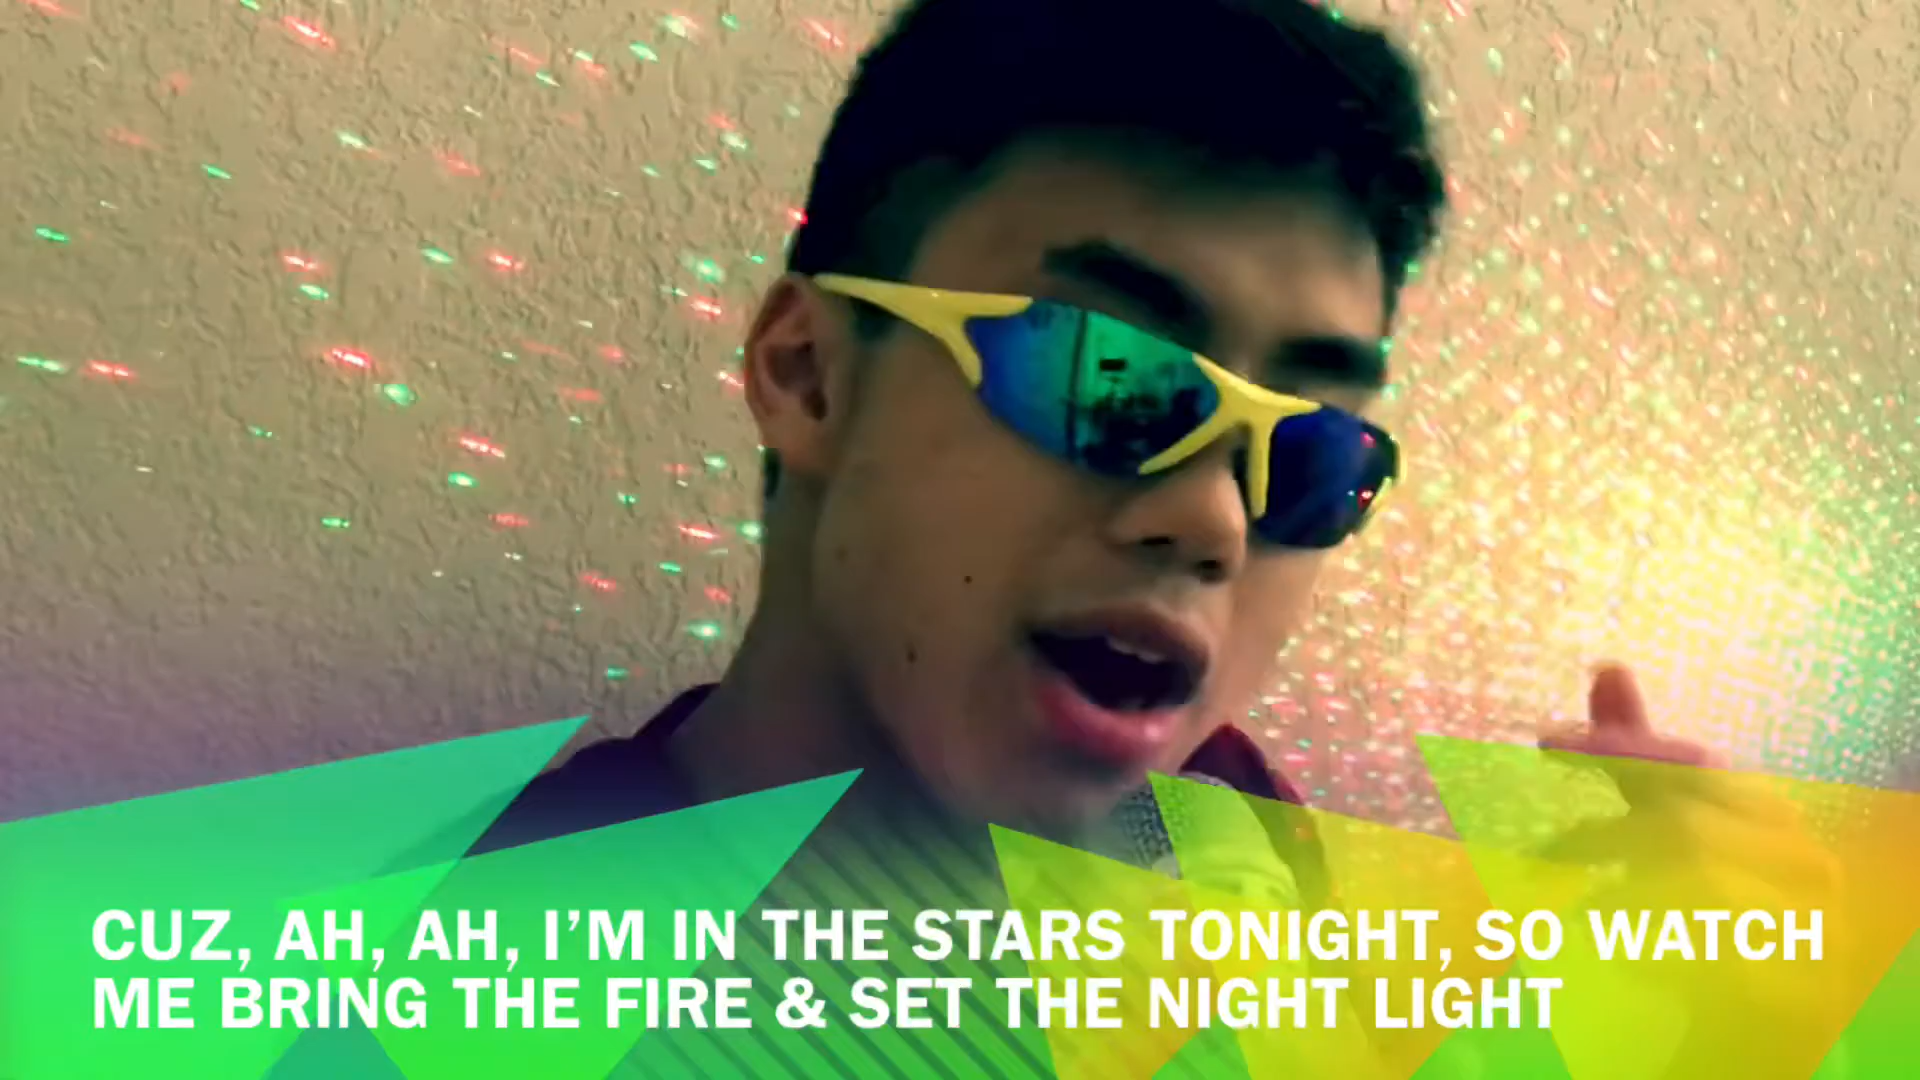 CUZ, AH, AH, I’M IN THE STARS TONIGHT, SO WATCH
ME BRING THE FIRE & SET THE NIGHT LIGHT